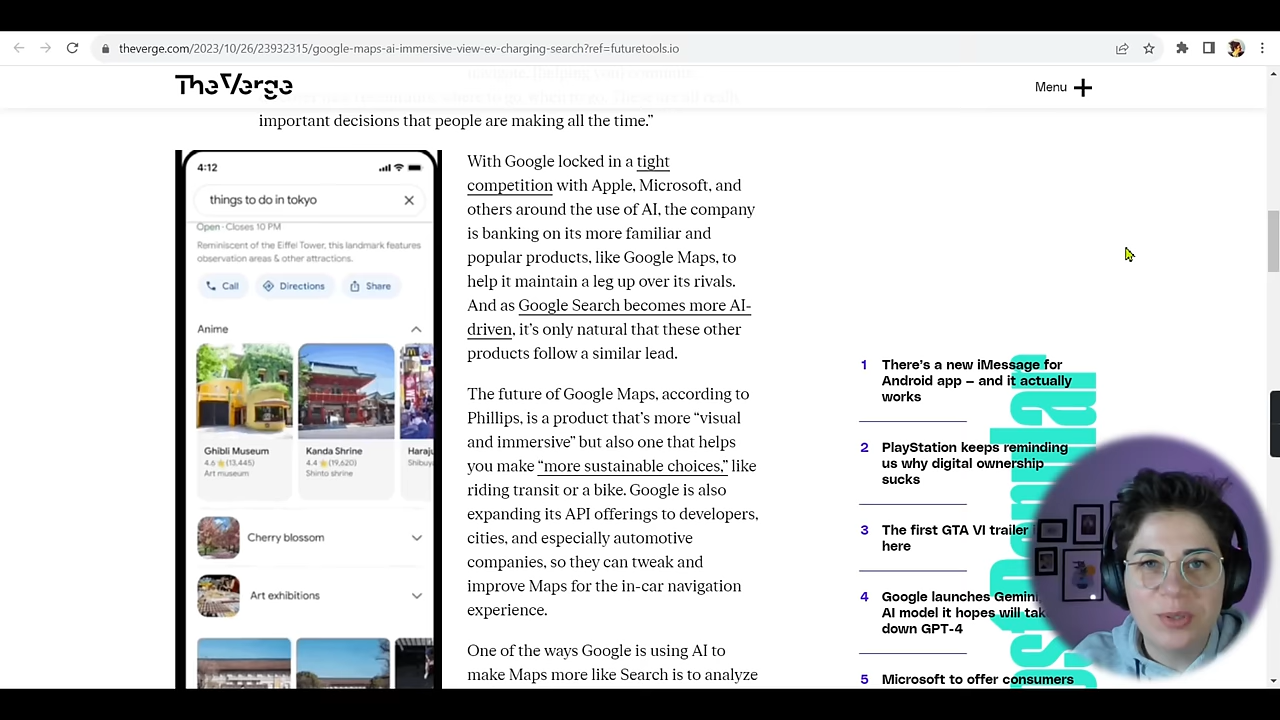 theverge.com/2023/10/26/23932315/google-maps-ai-immersive-view-ev-charging-search?ref=futuretools.io
The Verge
Menu
important decisions that people are making all the time.”
4:12
things to do in tokyo
Open · Closes 10 PM
Reminiscent of the Eiffel Tower, this landmark features
observation areas & other attractions.
Call
Directions
Share
Anime
Ghibli Museum
4.6 (13,445)
Art museum
Kanda Shrine
4.4 (19,620)
Shinto shrine
Haraju
Shibuya
Cherry blossom
Art exhibitions
With Google locked in a tight
competition with Apple, Microsoft, and
others around the use of AI, the company
is banking on its more familiar and
popular products, like Google Maps, to
help it maintain a leg up over its rivals.
And as Google Search becomes more AI-
driven, it’s only natural that these other
products follow a similar lead.
The future of Google Maps, according to
Phillips, is a product that’s more “visual
and immersive” but also one that helps
you make “more sustainable choices,” like
riding transit or a bike. Google is also
expanding its API offerings to developers,
cities, and especially automotive
companies, so they can tweak and
improve Maps for the in-car navigation
experience.
One of the ways Google is using AI to
make Maps more like Search is to analyze
1 There’s a new iMessage for
Android app – and it actually
works
2 PlayStation keeps reminding
us why digital ownership
sucks
3 The first GTA VI trailer
here
4 Google launches Gemini
AI model it hopes will
down GPT-4
5 Microsoft to offer consumers